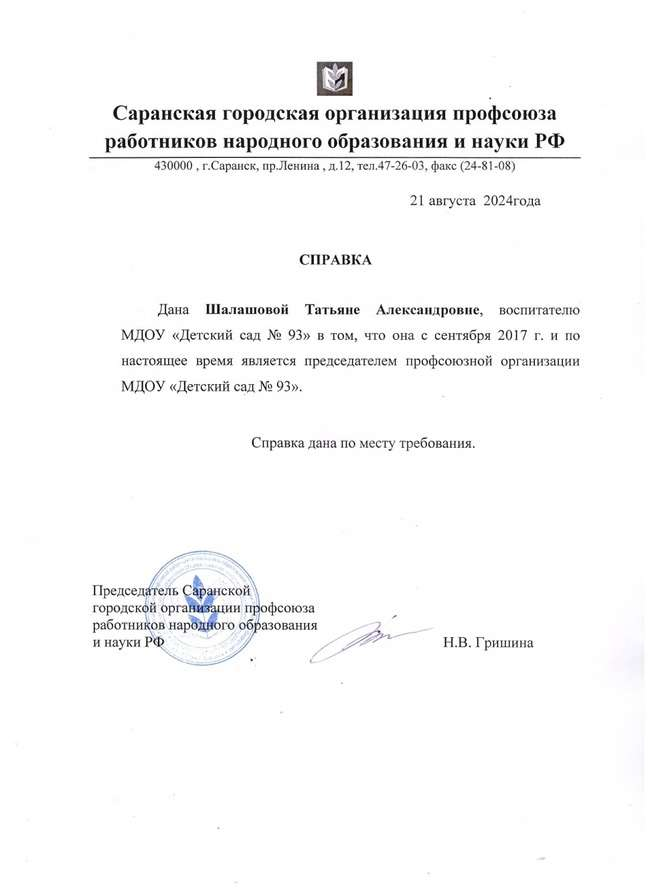 Саранская городская организация профсоюза
работников народного образования и науки РФ
430000 , г.Саранск, пр.Ленина , д.12, тел.47-26-03, факс (24-81-08)
21 августа 2024года
СПРАВКА
Дана Шалашовой Татьяне Александровне, воспитателю
МДОУ «Детский сад № 93» в том, что она с сентября 2017 г. и по
настоящее время является председателем профсоюзной организации
МДОУ «Детский сад № 93».
Справка дана по месту требования.
Председатель Саранской
городской организации профсоюза
работников народного образования
и науки РФ
Н.В. Гришина